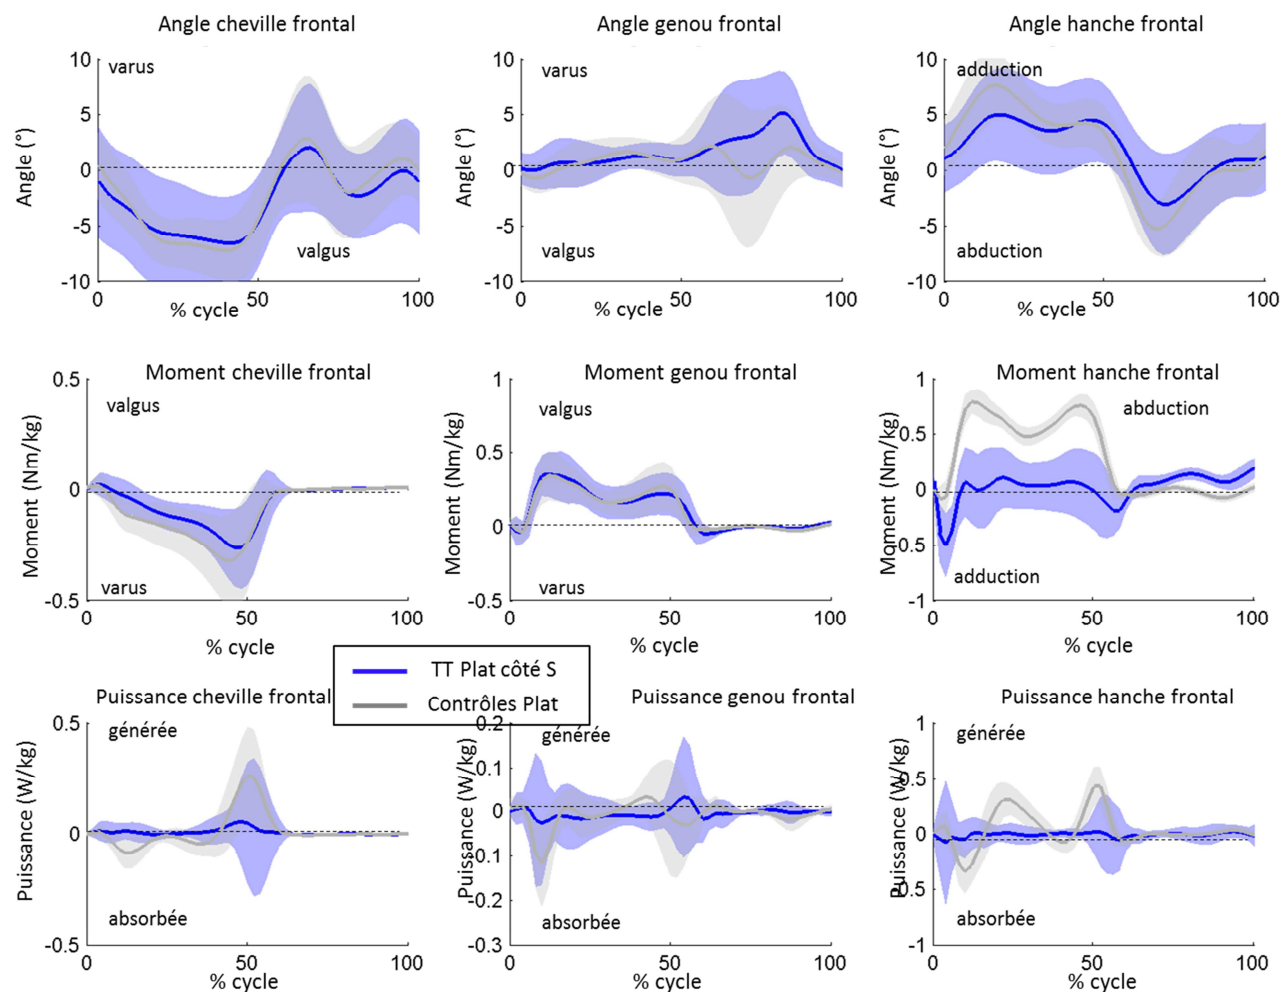 Angle cheville frontal
Angle genou frontal
Angle hanche frontal
10
5
0
-5
-10
Angle (°)
varus
valgus
0
50
100
% cycle
10
5
0
-5
-10
Angle (°)
varus
valgus
0
50
100
% cycle
10
5
0
-5
-10
Angle (°)
adduction
abduction
0
50
100
% cycle
Moment cheville frontal
Moment genou frontal
Moment hanche frontal
0.5
0
-0.5
Moment (Nm/kg)
valgus
varus
0
50
100
% cycle
1
0.5
0
-0.5
Moment (Nm/kg)
valgus
varus
0
50
100
% cycle
1
0.5
0
-0.5
-1
Moment (Nm/kg)
abduction
adduction
0
50
100
% cycle
TT Plat côté S
Contrôles Plat
Puissance cheville frontal
Puissance genou frontal
Puissance hanche frontal
0.5
0
-0.5
Puissance (W/kg)
générée
absorbée
0
50
100
% cycle
0.2
0.1
0
-0.1
-0.2
-0.3
Puissance (W/kg)
générée
absorbée
0
50
100
% cycle
1
0.5
0
-0.5
-1
Puissance (W/kg)
générée
absorbée
0
50
100
% cycle